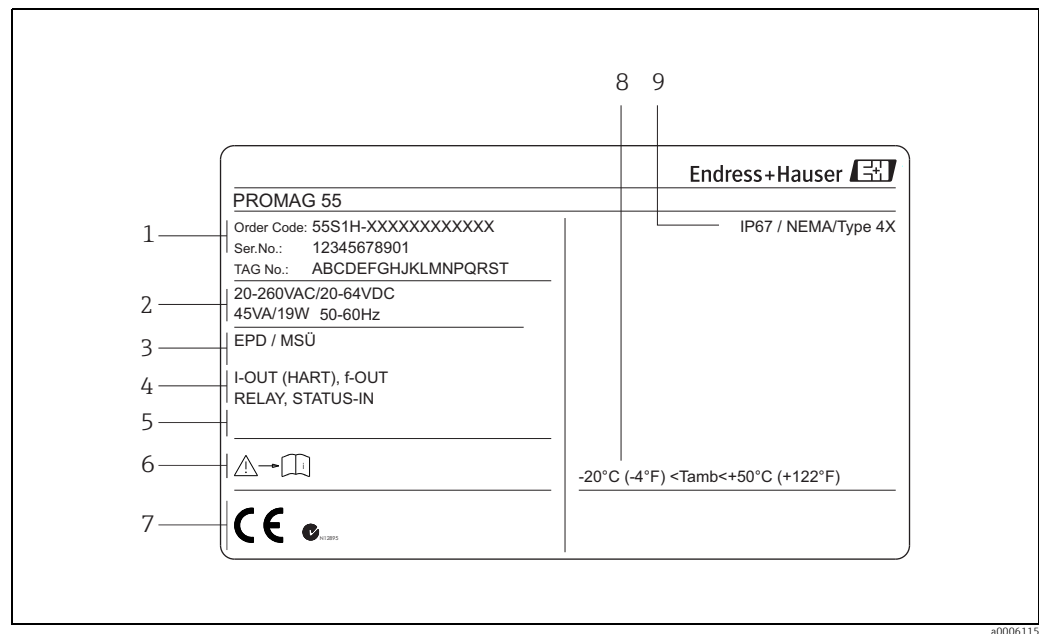 8 9
Endress+Hauser
PROMAG 55
1
Order Code: 55S1H-XXXXXXXXXXXX
Ser.No.: 12345678901
TAG No.: ABCDEFGHJKLMNPQRST
IP67 / NEMA/Type 4X
2
20-260VAC/20-64VDC
45VA/19W 50-60Hz
3
EPD / MSÜ
4
I-OUT (HART), f-OUT
RELAY, STATUS-IN
5
6
i
-20°C (-4°F) <Tamb<+50°C (+122°F)
7
CE
N12895
a0006115